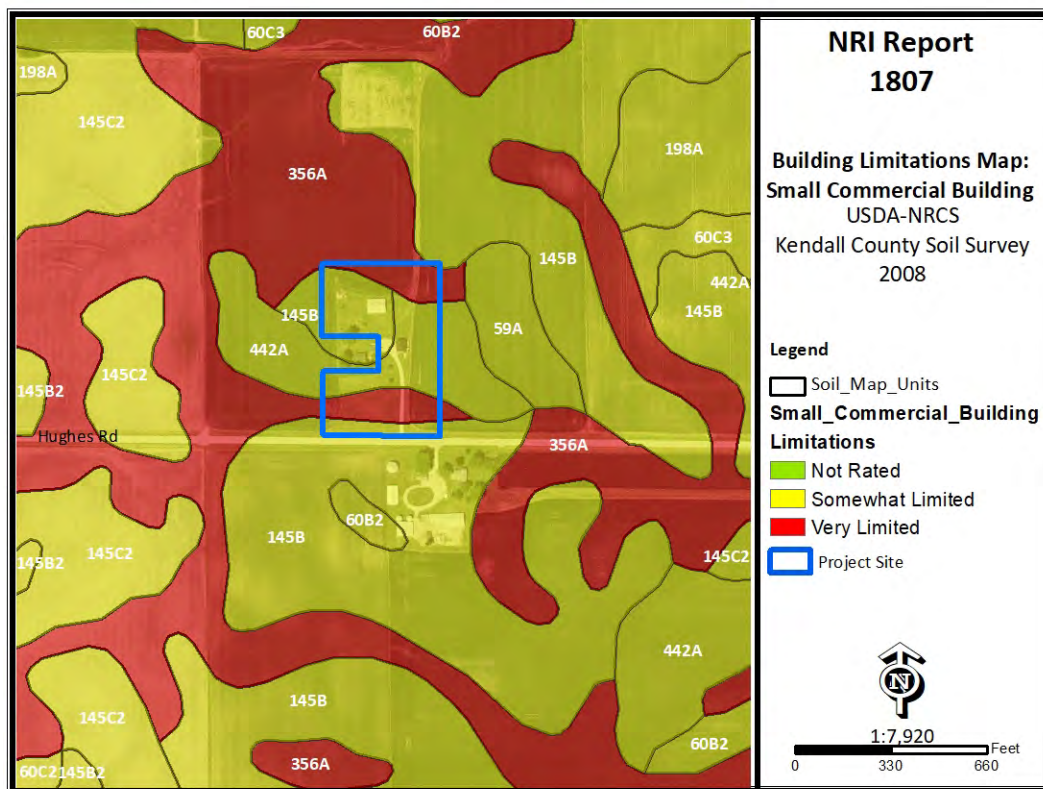 60C3
60B2
198A
145C2
356A
198A
60C3
145B
442A
145B
145B
59A
442A
145C2
145B2
Hughes Rd
356A
60B2
145B
145C2
145B2
145C2
442A
145B
145C2
60B2
356A
60C2
145B2
NRI Report
1807
Building Limitations Map:
Small Commercial Building
USDA-NRCS
Kendall County Soil Survey
2008
Legend
Soil_Map_Units
Small_Commercial_Building
Limitations
Not Rated
Somewhat Limited
Very Limited
Project Site
N
1:7,920
Feet
0 330 660